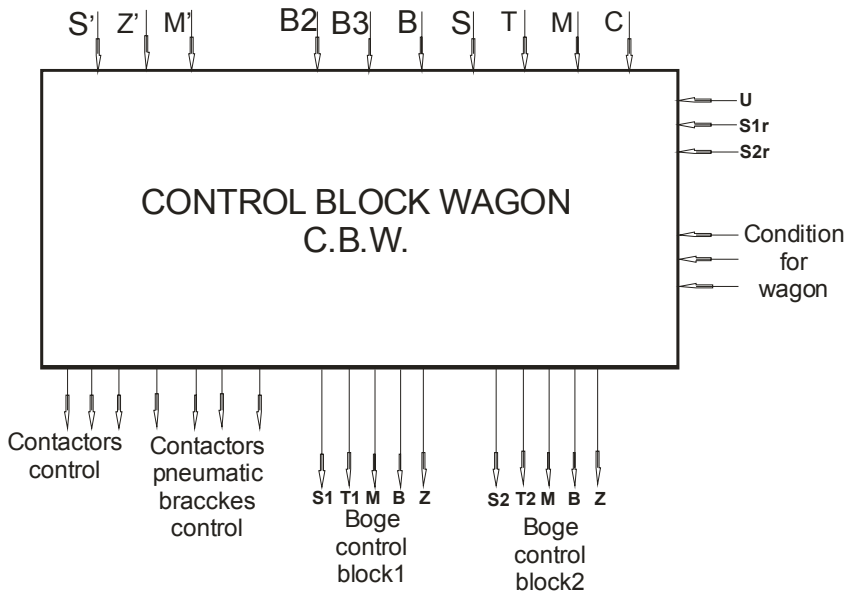 S’ Z’ M’ B2 B3 B S T M C
U
S1r
S2r
CONTROL BLOCK WAGON
C.B.W.
Condition
for
wagon
Contactors
control
Contactors
pneumatic
bracckes
control
S1 T1 M B Z
Boge
control
block1
S2 T2 M B Z
Boge
control
block2